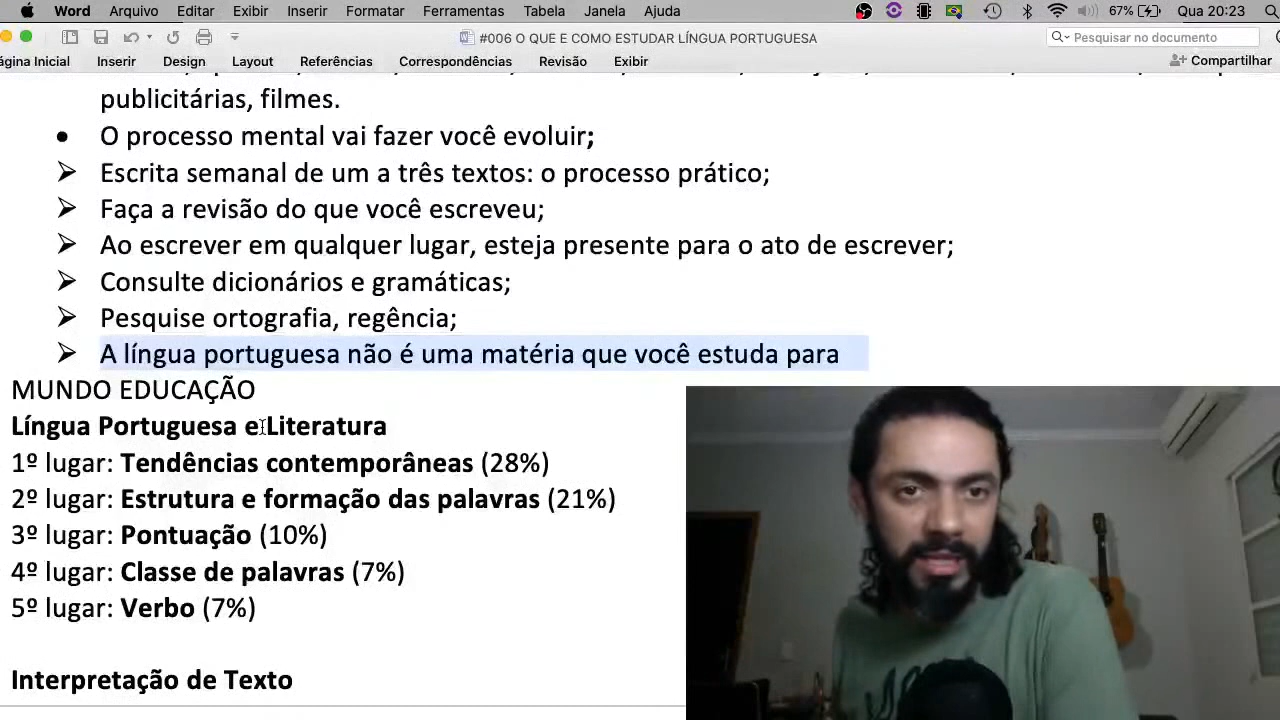 Word Arquivo Editar Exibir Inserir Formatar Ferramentas Tabela Janela Ajuda 67% Qua 20:23
#006 O QUE E COMO ESTUDAR LÍNGUA PORTUGUESA
Pesquisar no documento
ágina Inicial Inserir Design Layout Referências Correspondências Revisão Exibir Compartilhar
publicitárias, filmes.
• O processo mental vai fazer você evoluir;
➢ Escrita semanal de um a três textos: o processo prático;
➢ Faça a revisão do que você escreveu;
➢ Ao escrever em qualquer lugar, esteja presente para o ato de escrever;
➢ Consulte dicionários e gramáticas;
➢ Pesquise ortografia, regência;
➢ A língua portuguesa não é uma matéria que você estuda para
MUNDO EDUCAÇÃO
Língua Portuguesa e Literatura
1º lugar: Tendências contemporâneas (28%)
2º lugar: Estrutura e formação das palavras (21%)
3º lugar: Pontuação (10%)
4º lugar: Classe de palavras (7%)
5º lugar: Verbo (7%)
Interpretação de Texto